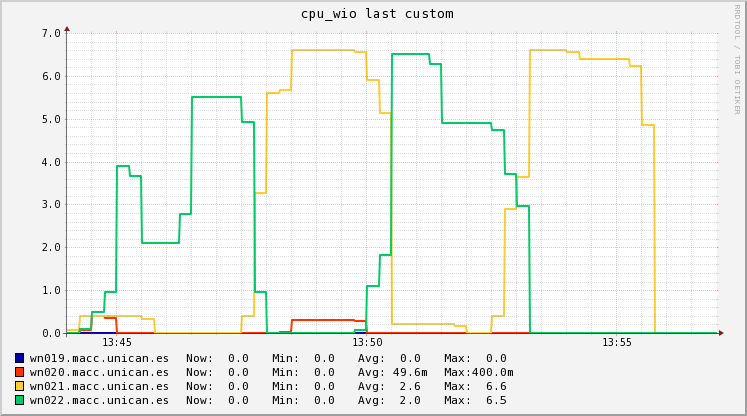 cpu_wio last custom
RRDTOOL / TOBI OETIKER
7.0
6.0
5.0
4.0
3.0
2.0
1.0
0.0
13:45 13:50 13:55
wn019.macc.unican.es Now: 0.0 Min: 0.0 Avg: 0.0 Max: 0.0
wn020.macc.unican.es Now: 0.0 Min: 0.0 Avg: 49.6m Max:400.0m
wn021.macc.unican.es Now: 0.0 Min: 0.0 Avg: 2.6 Max: 6.6
wn022.macc.unican.es Now: 0.0 Min: 0.0 Avg: 2.0 Max: 6.5